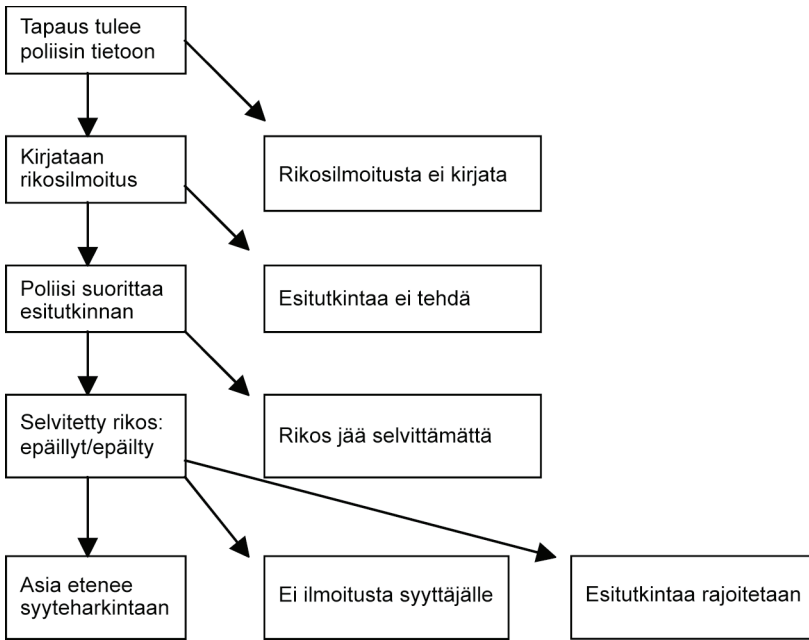 Tapaus tulee
poliisin tietoon
Kirjataan
rikosilmoitus
Rikosilmoitusta ei kirjata
Poliisi suorittaa
esitutkinnan
Esitutkintaa ei tehdä
Selvitetty rikos:
epäillyt/epäilty
Rikos jää selvittämättä
Asia etenee
syyteharkintaan
Ei ilmoitusta syyttäjälle
Esitutkintaa rajoitetaan